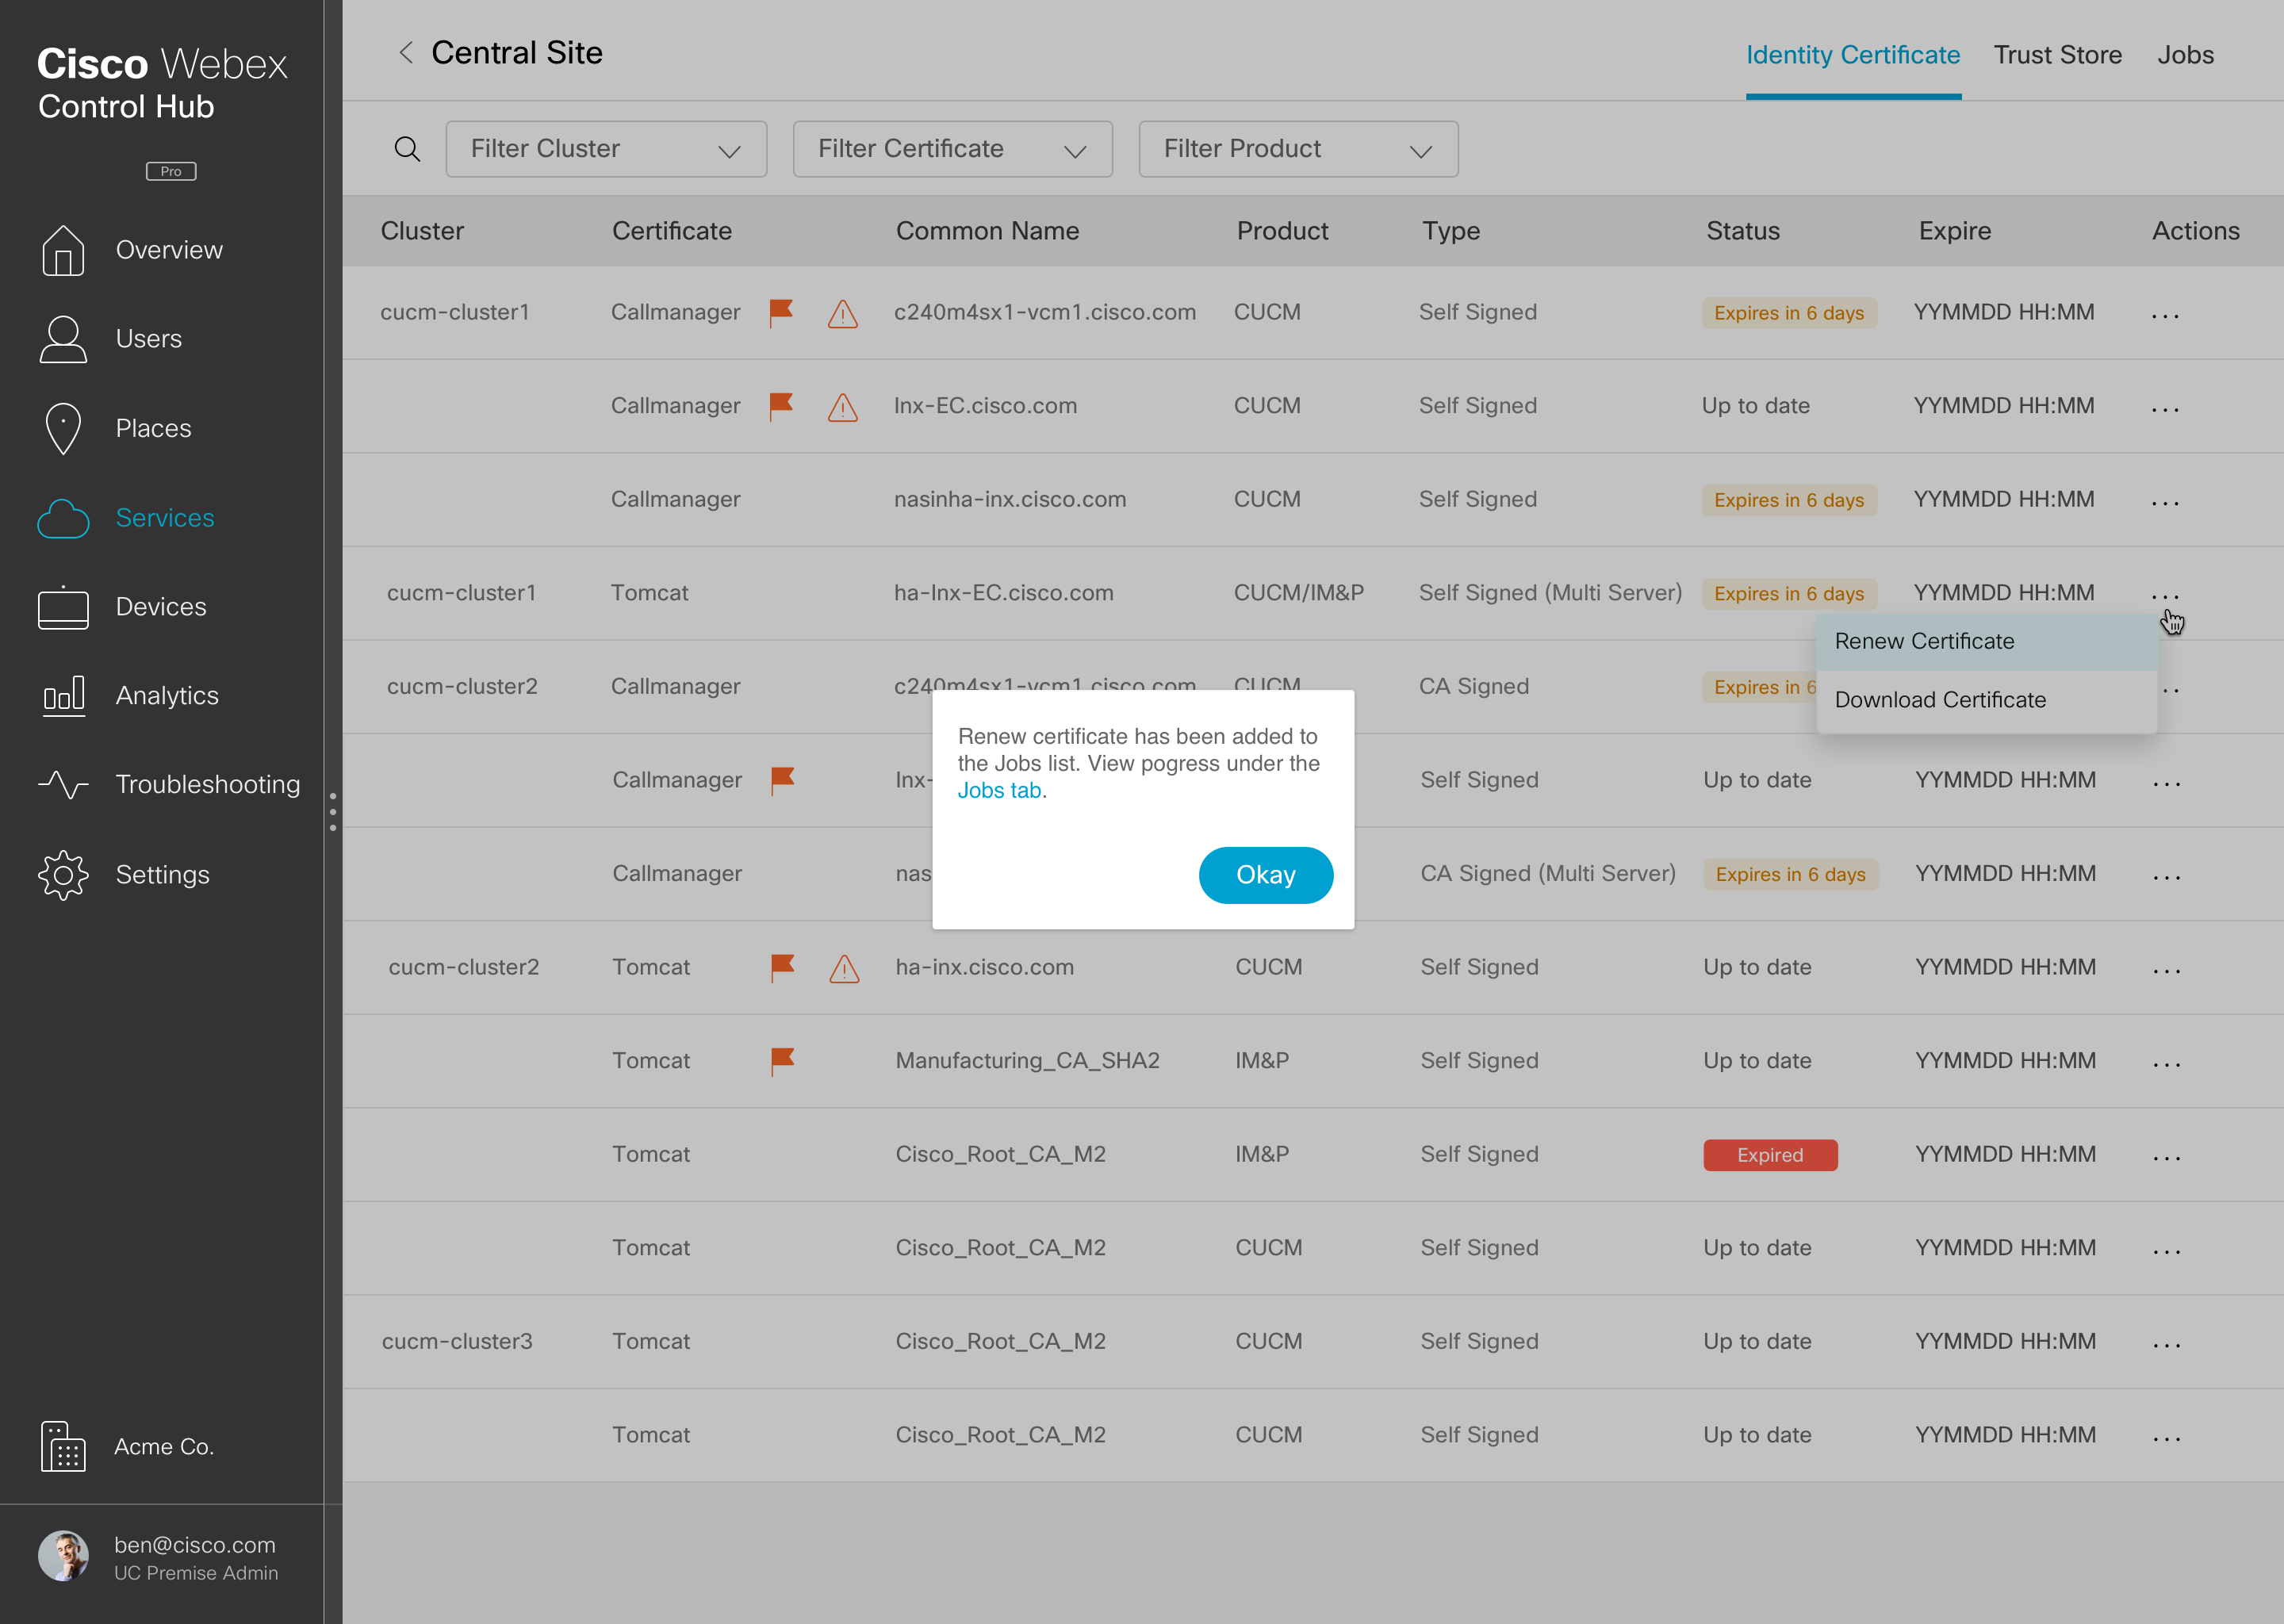 Cisco Webex
Control Hub
Pro
Overview
Users
Places
Services
Devices
Analytics
Troubleshooting
Settings
Acme Co.
ben@cisco.com
UC Premise Admin
Central Site
Identity Certificate Trust Store Jobs
Filter Cluster Filter Certificate Filter Product
Cluster Certificate Common Name Product Type Status Expire Actions
cucm-cluster1 Callmanager c240m4sx1-vcm1.cisco.com CUCM Self Signed Expires in 6 days YYMMDD HH:MM ...
Callmanager Inx-EC.cisco.com CUCM Self Signed Up to date YYMMDD HH:MM ...
Callmanager nasinha-inx.cisco.com CUCM Self Signed Expires in 6 days YYMMDD HH:MM ...
cucm-cluster1 Tomcat ha-Inx-EC.cisco.com CUCM/IM&P Self Signed (Multi Server) Expires in 6 days YYMMDD HH:MM ...
Renew Certificate
Download Certificate
cucm-cluster2 Callmanager c240m4sx1-vcm1.cisco.com CUCM CA Signed Expires in 6
Renew certificate has been added to
the Jobs list. View pogress under the
Jobs tab.
Okay
Callmanager Inx- Self Signed Up to date YYMMDD HH:MM ...
Callmanager nas CA Signed (Multi Server) Expires in 6 days YYMMDD HH:MM ...
cucm-cluster2 Tomcat ha-inx.cisco.com CUCM Self Signed Up to date YYMMDD HH:MM ...
Tomcat Manufacturing_CA_SHA2 IM&P Self Signed Up to date YYMMDD HH:MM ...
Tomcat Cisco_Root_CA_M2 IM&P Self Signed Expired YYMMDD HH:MM ...
Tomcat Cisco_Root_CA_M2 CUCM Self Signed Up to date YYMMDD HH:MM ...
cucm-cluster3 Tomcat Cisco_Root_CA_M2 CUCM Self Signed Up to date YYMMDD HH:MM ...
Tomcat Cisco_Root_CA_M2 CUCM Self Signed Up to date YYMMDD HH:MM ...